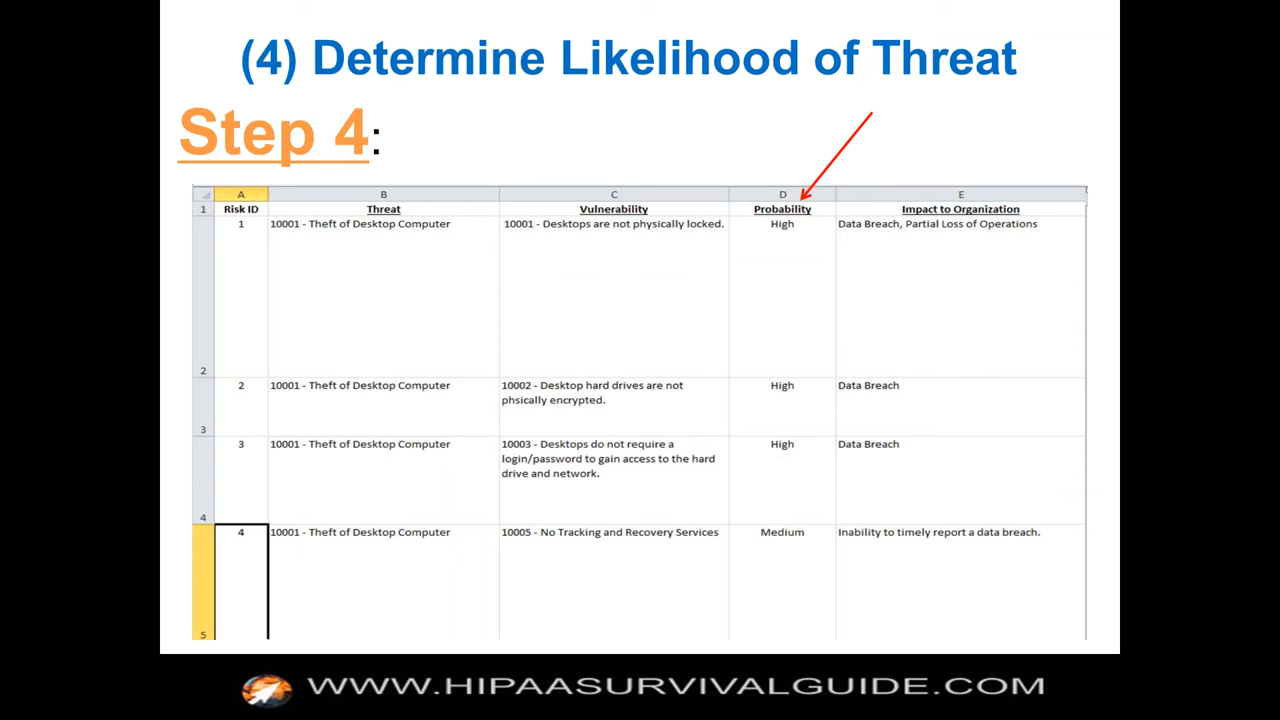 (4) Determine Likelihood of Threat
Step 4:
A B C D E
1 Risk ID Threat Vulnerability Probability Impact to Organization
1 10001 - Theft of Desktop Computer 10001 - Desktops are not physically locked. High Data Breach, Partial Loss of Operations
2
2 10001 - Theft of Desktop Computer 10002 - Desktop hard drives are not High Data Breach
phsically encrypted.
3
3 10001 - Theft of Desktop Computer 10003 - Desktops do not require a High Data Breach
login/password to gain access to the hard
drive and network.
4
4 10001 - Theft of Desktop Computer 10005 - No Tracking and Recovery Services Medium Inability to timely report a data breach.
5
WWW.HIPAASURVIVALGUIDE.COM